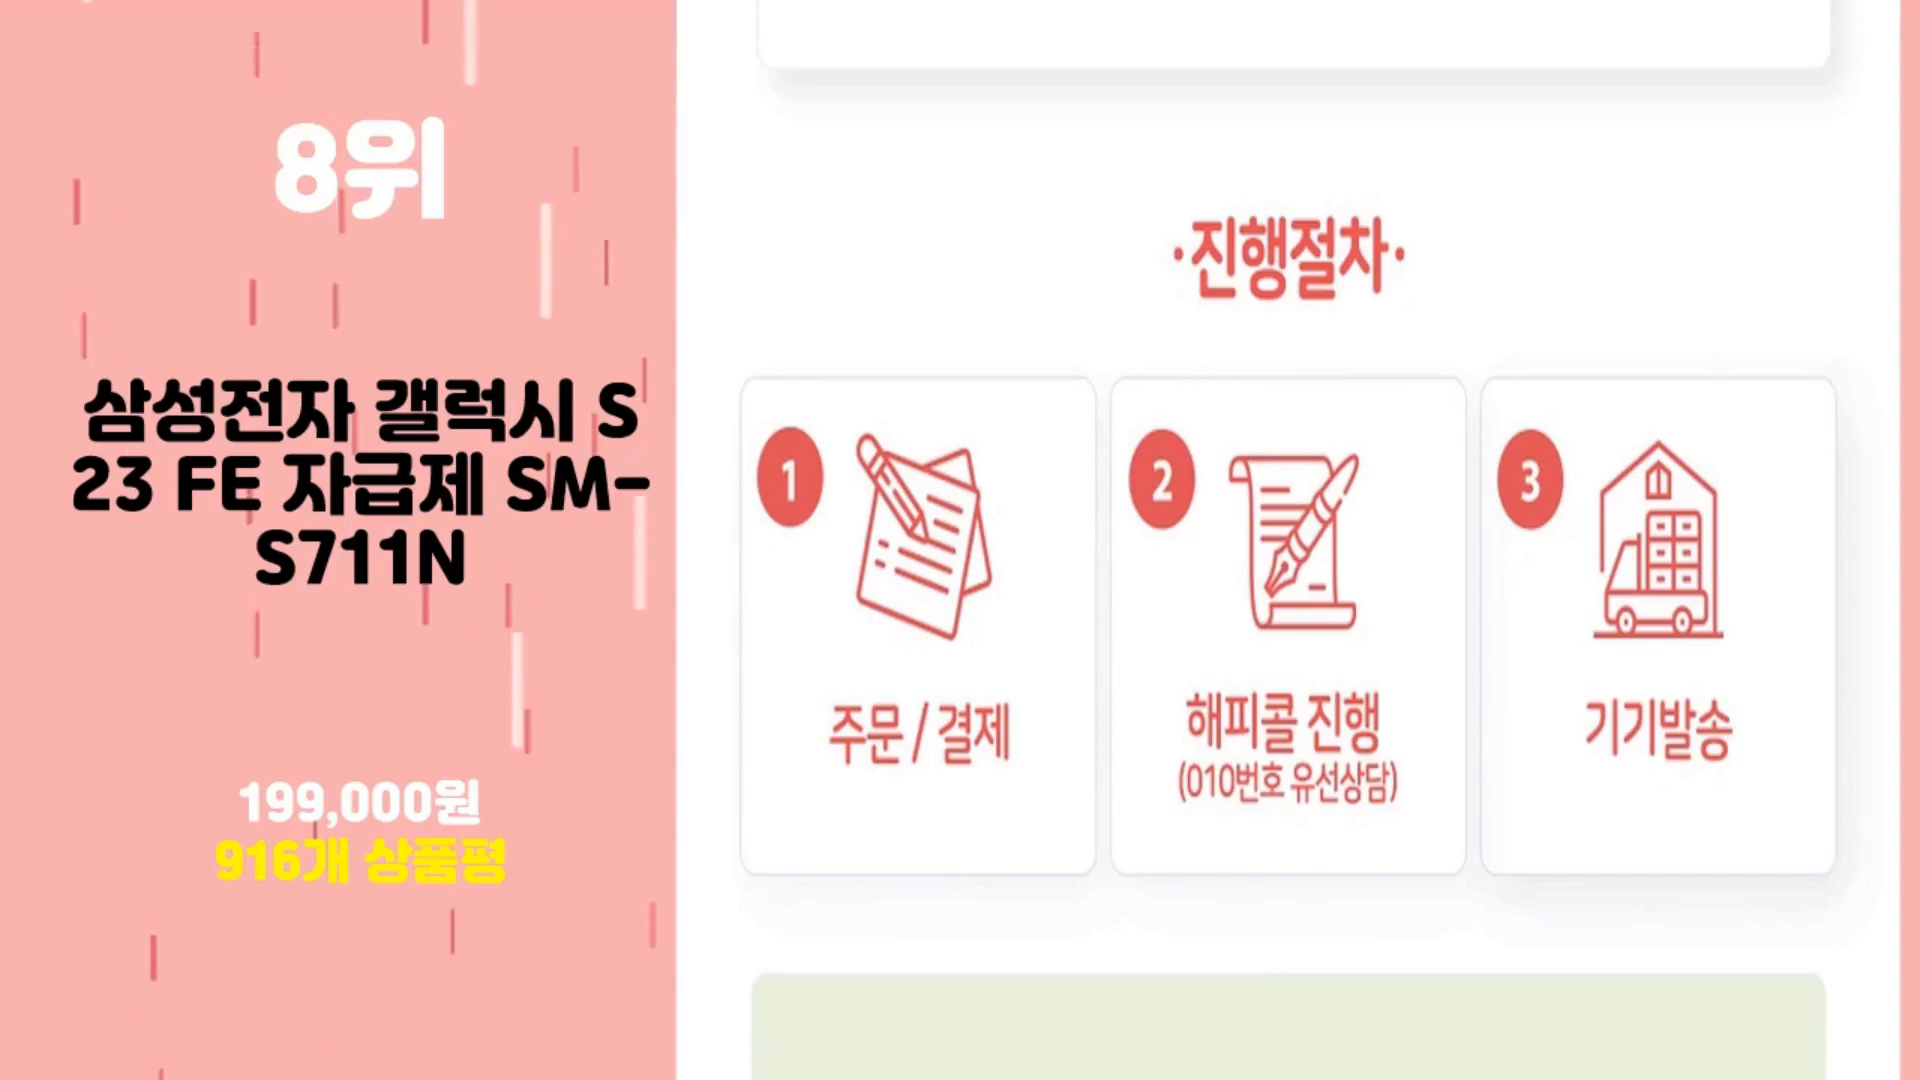 8위
삼성전자 갤럭시 S
23 FE 자급제 SM-
S711N
199,000원
916개 상품평
·진행절차·
1
주문 / 결제
2
해피콜 진행
(010번호 유선상담)
3
기기발송